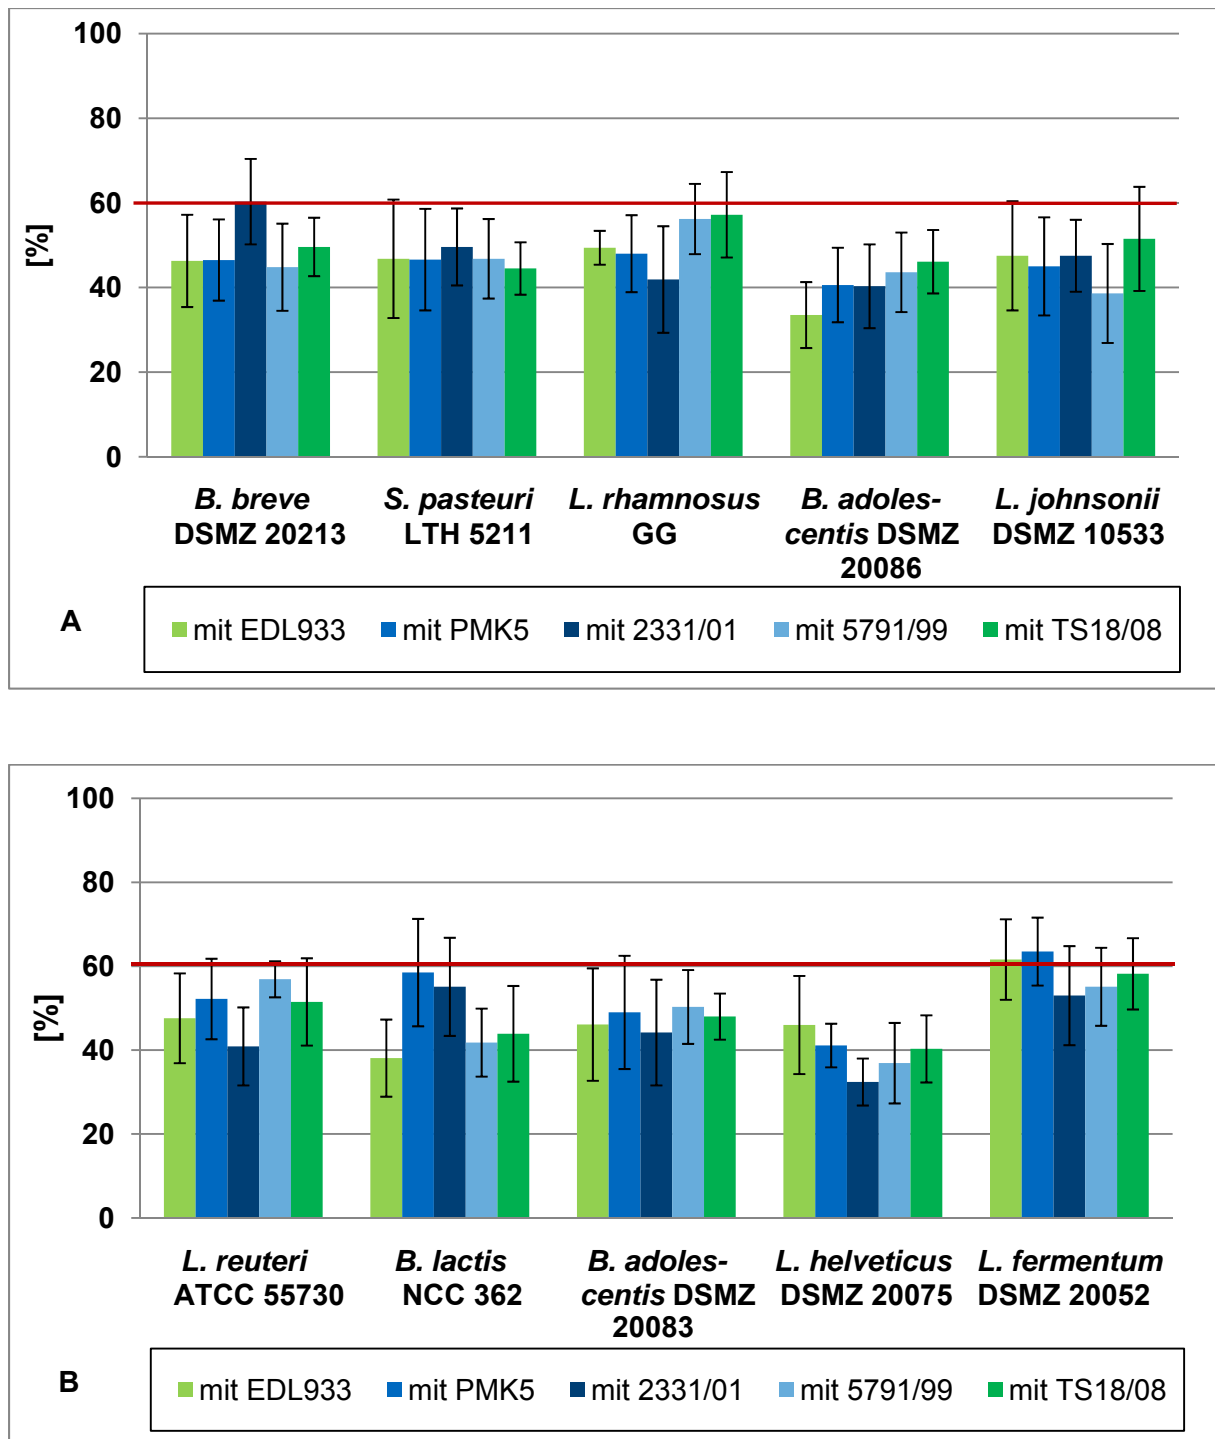 100
80
60
40
20
0
[%]
B. breve DSMZ 20213
S. pasteuri LTH 5211
L. rhamnosus GG
B. adoles-
centis DSMZ
20086
L. johnsonii DSMZ 10533
A
mit EDL933 mit PMK5 mit 2331/01 mit 5791/99 mit TS18/08
100
80
60
40
20
0
[%]
L. reuteri ATCC 55730
B. lactis NCC 362
B. adoles-
centis DSMZ
20083
L. helveticus DSMZ 20075
L. fermentum DSMZ 20052
B
mit EDL933 mit PMK5 mit 2331/01 mit 5791/99 mit TS18/08